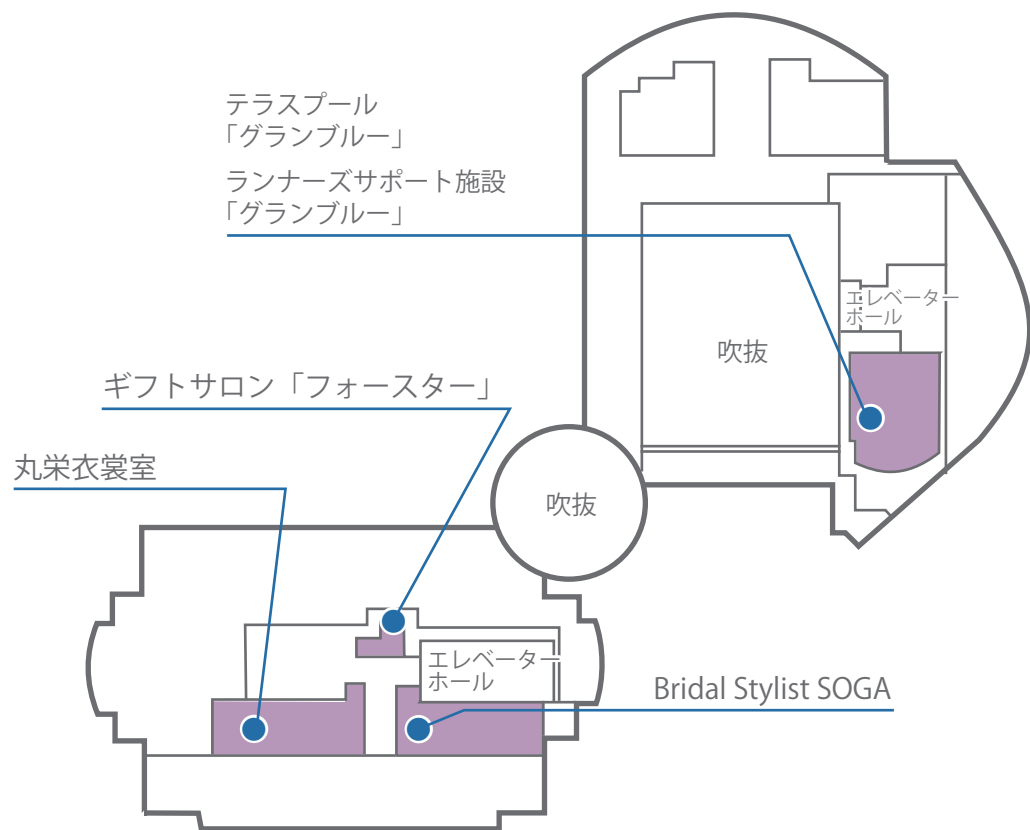 テラスプール
「グランブルー」
ランナーズサポート施設
「グランブルー」
エレベーター
ホール
吹抜
ギフトサロン「フォースター」
丸栄衣裳室
吹抜
エレベーター
ホール
Bridal Stylist SOGA